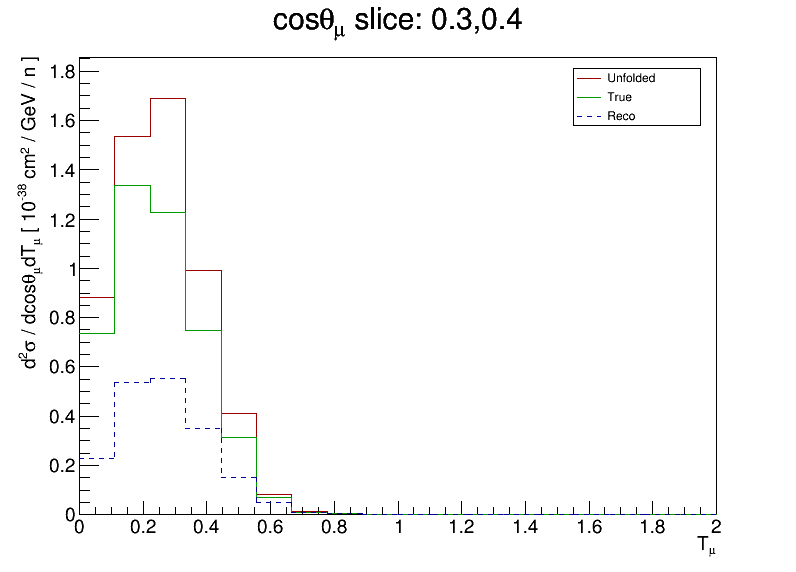 cosθμ slice: 0.3,0.4
d²σ / dcosθμdTμ [ 10⁻³⁸ cm² / GeV / n ]
Unfolded
True
Reco
1.8
1.6
1.4
1.2
1
0.8
0.6
0.4
0.2
0
0 0.2 0.4 0.6 0.8 1 1.2 1.4 1.6 1.8 2
Tμ